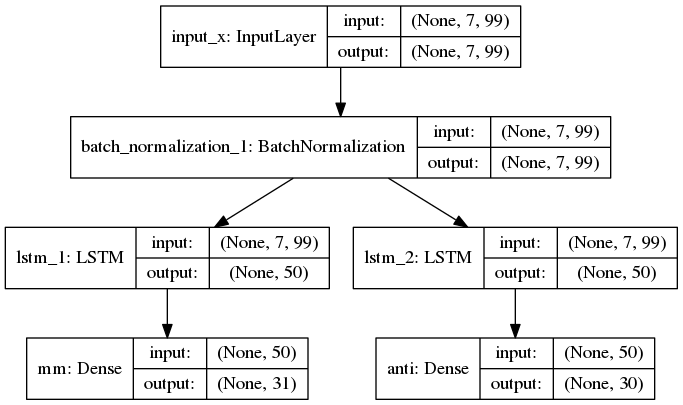 input_x: InputLayer
input: (None, 7, 99)
output: (None, 7, 99)
batch_normalization_1: BatchNormalization
input: (None, 7, 99)
output: (None, 7, 99)
lstm_1: LSTM
input: (None, 7, 99)
output: (None, 50)
lstm_2: LSTM
input: (None, 7, 99)
output: (None, 50)
mm: Dense
input: (None, 50)
output: (None, 31)
anti: Dense
input: (None, 50)
output: (None, 30)